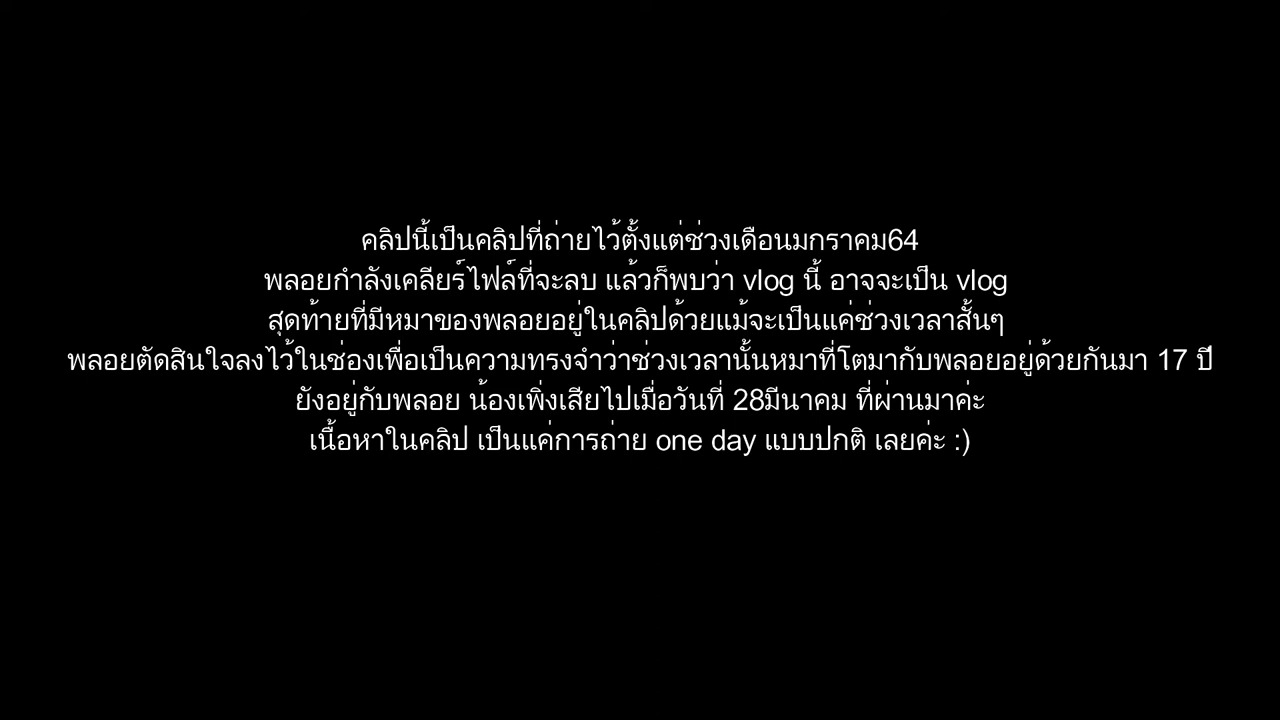 คลิปนี้เป็นคลิปที่ถ่ายไว้ตั้งแต่ช่วงเดือนมกราคม64
พลอยกำลังเคลียร์ไฟล์ที่จะลบ แล้วก็พบว่า vlog นี้ อาจจะเป็น vlog
สุดท้ายที่มีหมาของพลอยอยู่ในคลิปด้วยแม้จะเป็นแค่ช่วงเวลาสั้นๆ
พลอยตัดสินใจลงไว้ในช่องเพื่อเป็นความทรงจำว่าช่วงเวลานั้นหมาที่โตมากับพลอยอยู่ด้วยกันมา 17 ปี
ยังอยู่กับพลอย น้องเพิ่งเสียไปเมื่อวันที่ 28มีนาคม ที่ผ่านมาค่ะ
เนื้อหาในคลิป เป็นแค่การถ่าย one day แบบปกติ เลยค่ะ :)